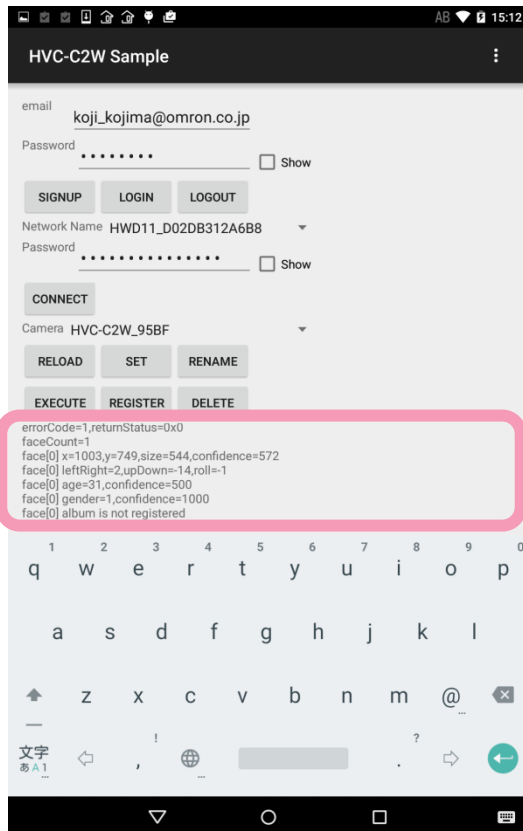 AB 15:12
HVC-C2W Sample
email
koji_kojima@omron.co.jp
Password
Show
SIGNUP LOGIN LOGOUT
Network Name HWD11_D02DB312A6B8
Password
Show
CONNECT
Camera HVC-C2W_95BF
RELOAD SET RENAME
EXECUTE REGISTER DELETE
errorCode=1,returnStatus=0x0
faceCount=1
face[0] x=1003,y=749,size=544,confidence=572
face[0] leftRight=2,upDown=-14,roll=-1
face[0] age=31,confidence=500
face[0] gender=1,confidence=1000
face[0] album is not registered
1 2 3 4 5 6 7 8 9 0
q w e r t y u i o p
a s d f g h j k l
z x c v b n m @
! ?
文字 , .
あA1